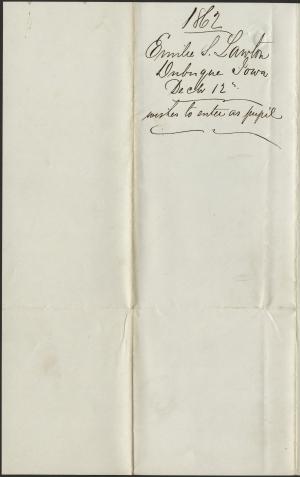 1862
Emilie S. Lawton
Dubuque Iowa
Decbr 12"
wishes to enter as pupil